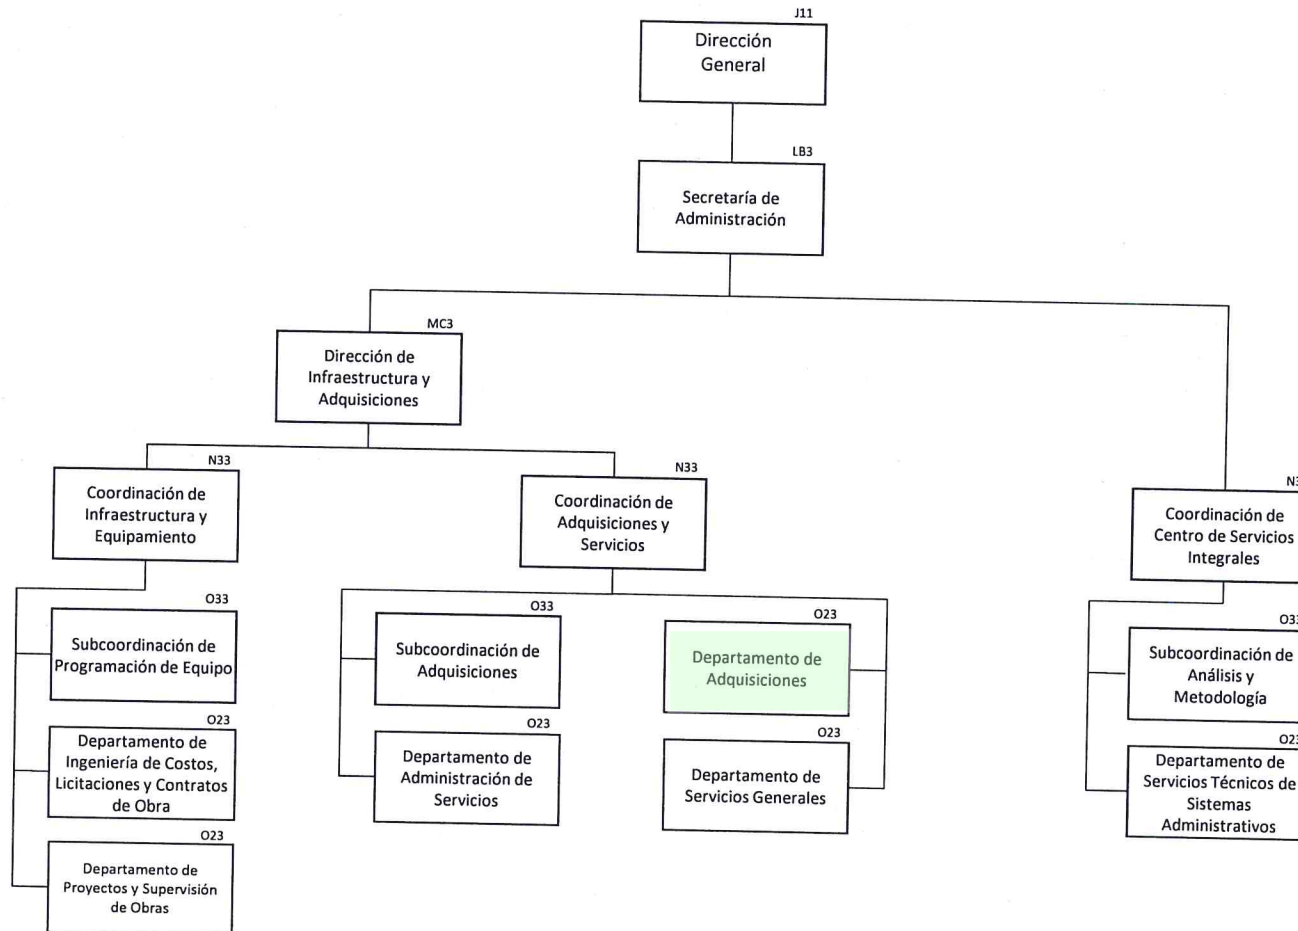 J11
Dirección
General
LB3
Secretaría de
Administración
MC3
Dirección de
Infraestructura y
Adquisiciones
N33
Coordinación de
Infraestructura y
Equipamiento
N33
Coordinación de
Adquisiciones y
Servicios
N3
Coordinación de
Centro de Servicios
Integrales
O33
Subcoordinación de
Programación de Equipo
O23
Departamento de
Ingeniería de Costos,
Licitaciones y Contratos
de Obra
O23
Departamento de
Proyectos y Supervisión
de Obras
O33
Subcoordinación de
Adquisiciones
O23
Departamento de
Administración de
Servicios
O23
Departamento de
Adquisiciones
O23
Departamento de
Servicios Generales
O33
Subcoordinación de
Análisis y
Metodología
O23
Departamento de
Servicios Técnicos de
Sistemas
Administrativos